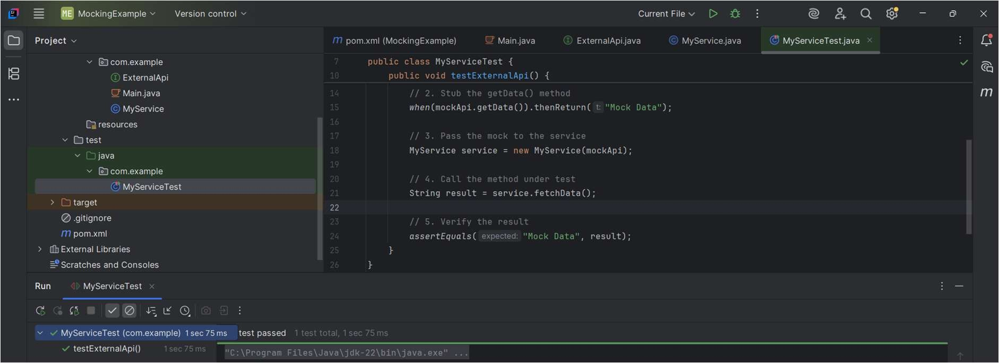 ME MockingExample Version control Current File
Project
com.example
ExternalApi
Main.java
MyService
resources
test
java
com.example
MyServiceTest
target
.gitignore
pom.xml
External Libraries
Scratches and Consoles
pom.xml (MockingExample) Main.java ExternalApi.java MyService.java MyServiceTest.java
7 public class MyServiceTest {
10 public void testExternalApi() {
14 // 2. Stub the getData() method
15 when(mockApi.getData()).thenReturn( t: "Mock Data");
16
17 // 3. Pass the mock to the service
18 MyService service = new MyService(mockApi);
19
20 // 4. Call the method under test
21 String result = service.fetchData();
22
23 // 5. Verify the result
24 assertEquals( expected: "Mock Data", result);
25 }
26 }
Run MyServiceTest
MyServiceTest (com.example) 1 sec 75 ms test passed 1 test total, 1 sec 75 ms
testExternalApi() 1 sec 75 ms
"C:\Program Files\Java\jdk-22\bin\java.exe" ...